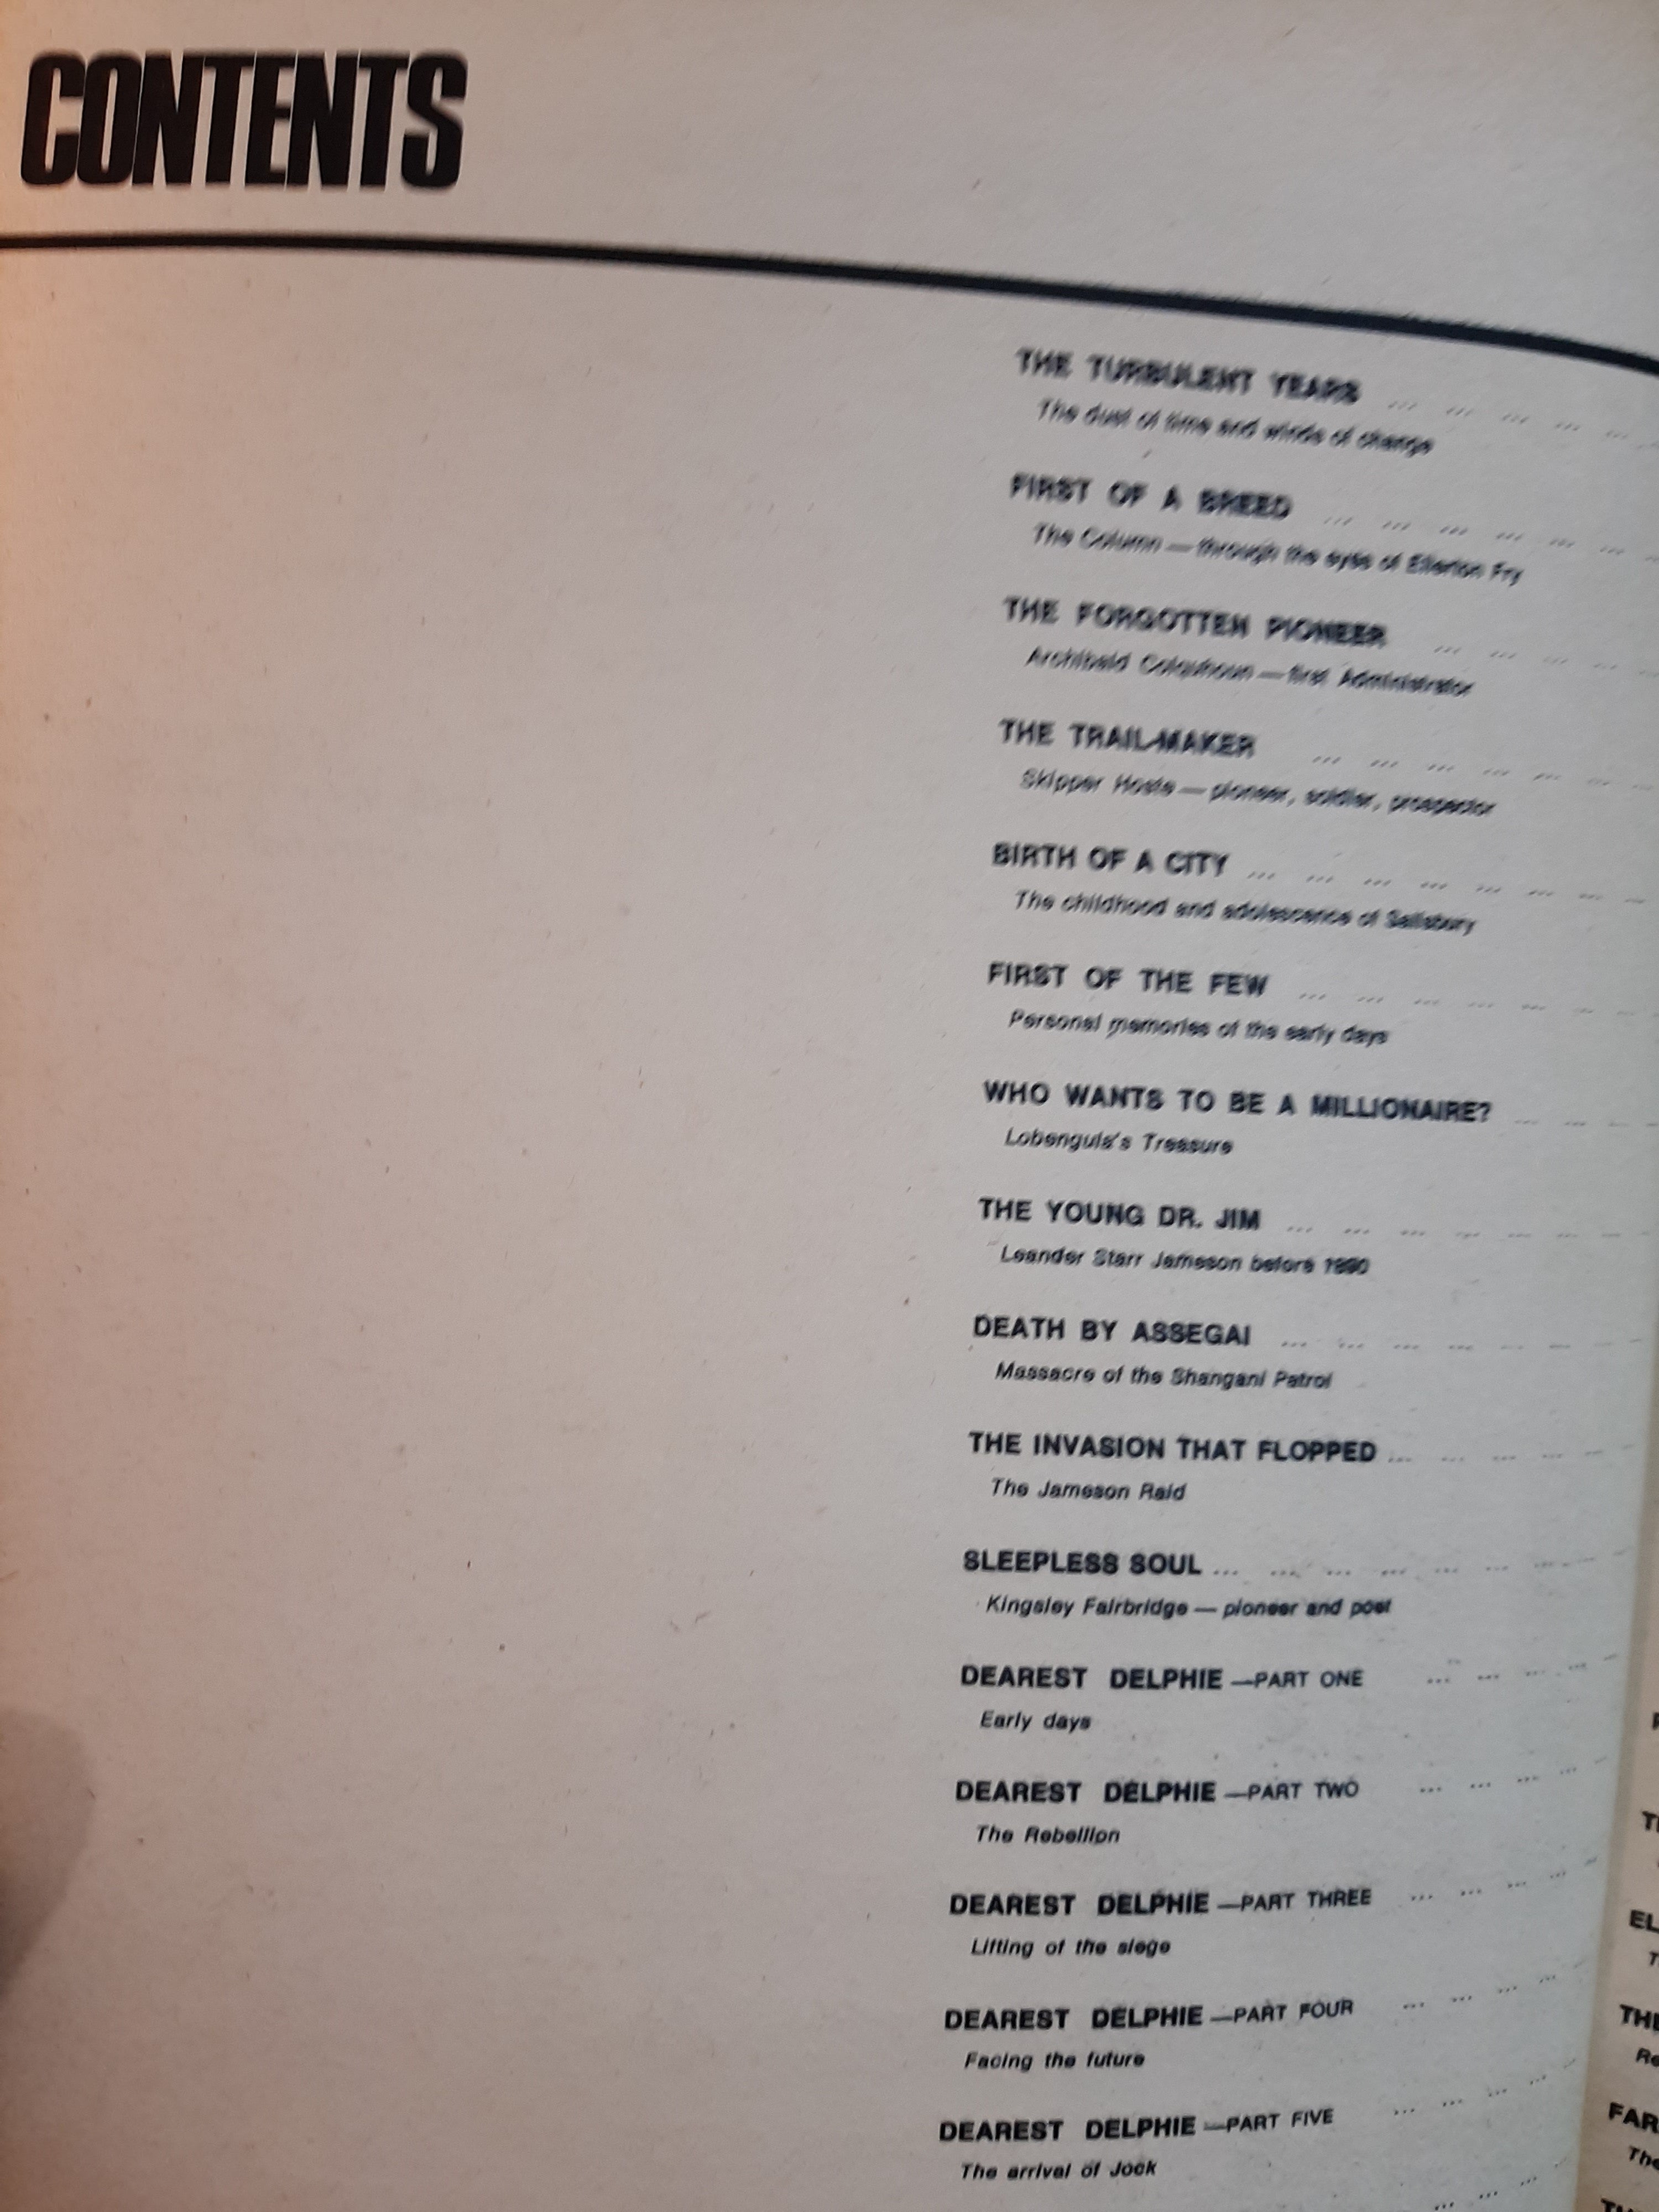 CONTENTS
THE TURBULENT YEARS ... ... ... ... ...
The dust of time and winds of change
FIRST OF A BREED ... ... ... ... ... ... ...
The Column — through the eyes of Ellerton Fry
THE FORGOTTEN PIONEER ... ... ... ... ...
Archibald Colquhoun — first Administrator
THE TRAIL-MAKER ... ... ... ... ... ... ...
Skipper Hoste — pioneer, soldier, prospector
BIRTH OF A CITY ... ... ... ... ... ... ... ...
The childhood and adolescence of Salisbury
FIRST OF THE FEW ... ... ... ... ... ... ...
Personal memories of the early days
WHO WANTS TO BE A MILLIONAIRE? ... ... ...
Lobengula's Treasure
THE YOUNG DR. JIM ... ... ... ... ... ... ...
Leander Starr Jameson before 1890
DEATH BY ASSEGAI ... ... ... ... ... ... ...
Massacre of the Shangani Patrol
THE INVASION THAT FLOPPED ... ... ... ... ...
The Jameson Raid
SLEEPLESS SOUL ... ... ... ... ... ... ... ...
Kingsley Fairbridge — pioneer and poet
DEAREST DELPHIE —PART ONE ... ... ... ...
Early days
DEAREST DELPHIE —PART TWO ... ... ... ...
The Rebellion
DEAREST DELPHIE —PART THREE ... ... ... ...
Lifting of the siege
DEAREST DELPHIE —PART FOUR ... ... ... ...
Facing the future
DEAREST DELPHIE —PART FIVE ... ... ... ...
The arrival of Jock